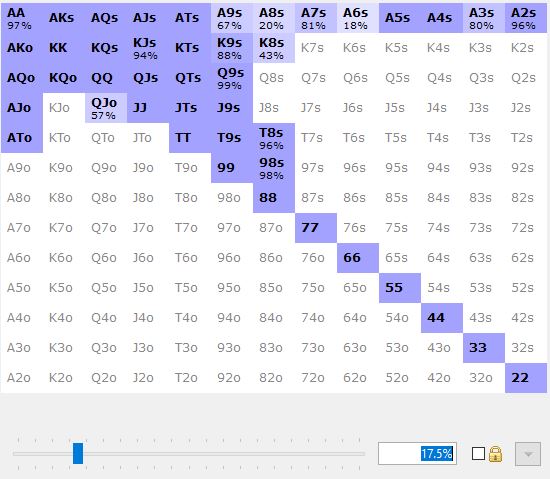 AA AKs AQs AJs ATs A9s A8s A7s A6s A5s A4s A3s A2s
97% 67% 20% 81% 18% 80% 96%
AKo KK KQs KJs KTs K9s K8s K7s K6s K5s K4s K3s K2s
94% 88% 43%
AQo KQo QQ QJs QTs Q9s Q8s Q7s Q6s Q5s Q4s Q3s Q2s
99%
AJo KJo QJo JJ JTs J9s J8s J7s J6s J5s J4s J3s J2s
57%
ATo KTo QTo JTo TT T9s T8s T7s T6s T5s T4s T3s T2s
96%
A9o K9o Q9o J9o T9o 99 98s 97s 96s 95s 94s 93s 92s
98%
A8o K8o Q8o J8o T8o 98o 88 87s 86s 85s 84s 83s 82s
A7o K7o Q7o J7o T7o 97o 87o 77 76s 75s 74s 73s 72s
A6o K6o Q6o J6o T6o 96o 86o 76o 66 65s 64s 63s 62s
A5o K5o Q5o J5o T5o 95o 85o 75o 65o 55 54s 53s 52s
A4o K4o Q4o J4o T4o 94o 84o 74o 64o 54o 44 43s 42s
A3o K3o Q3o J3o T3o 93o 83o 73o 63o 53o 43o 33 32s
A2o K2o Q2o J2o T2o 92o 82o 72o 62o 52o 42o 32o 22
17.5%